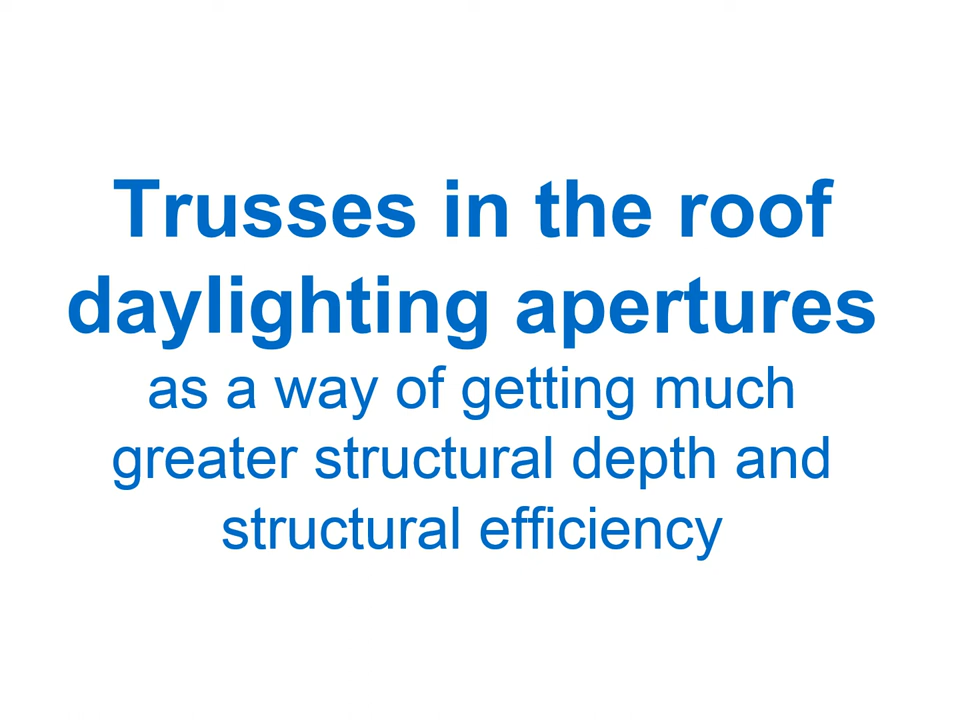 Trusses in the roof
daylighting apertures
as a way of getting much
greater structural depth and
structural efficiency